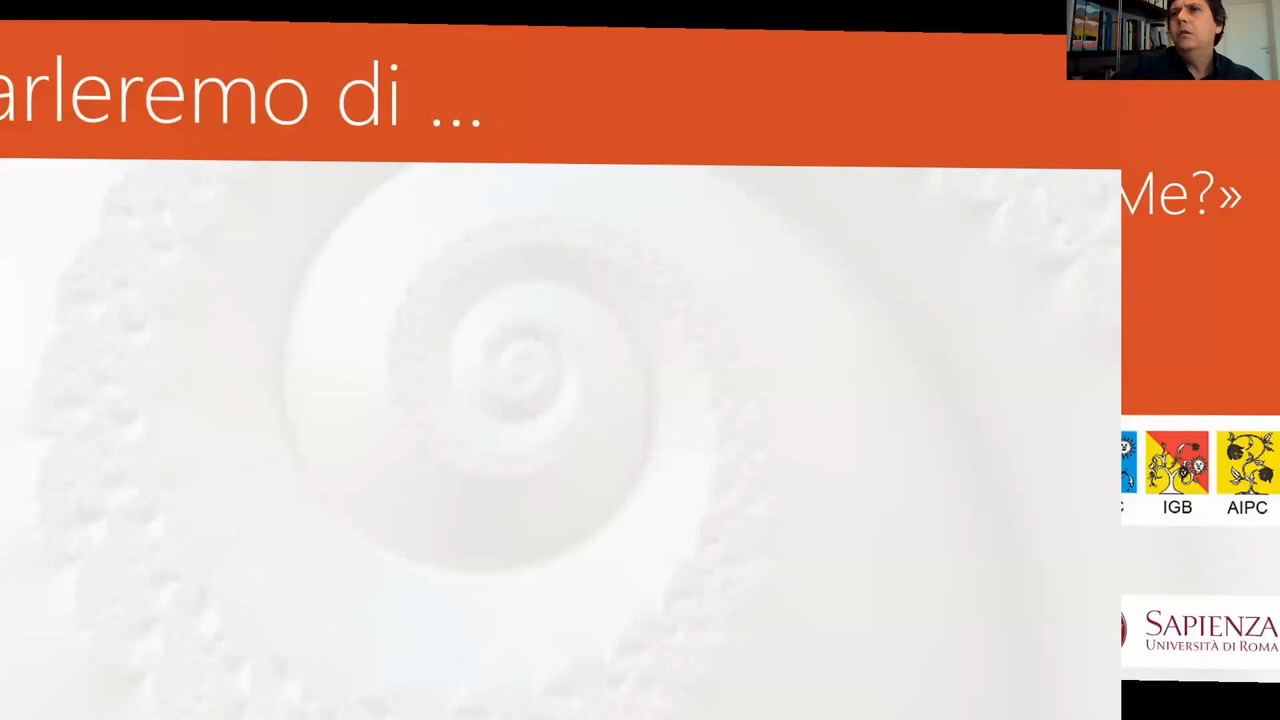 arleremo di ...
Me?»
IGB
AIPC
SAPIENZA
UNIVERSITÀ DI ROMA